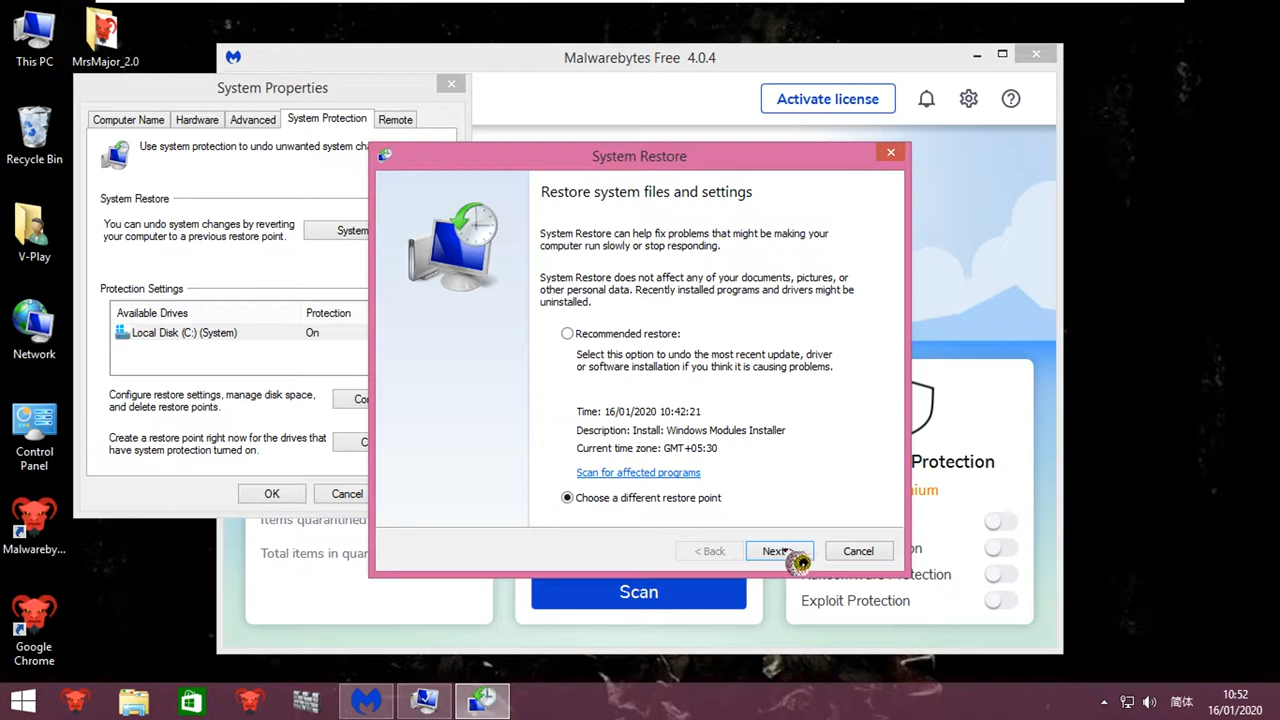 This PC
MrsMajor_2.0
Recycle Bin
V-Play
Network
Control
Panel
Malwareby...
Google
Chrome
Malwarebytes Free 4.0.4
Activate license
System Properties
Computer Name
Hardware
Advanced
System Protection
Remote
Use system protection to undo unwanted system
System Restore
You can undo system changes by reverting
your computer to a previous restore point.
System
Protection Settings
Available Drives
Protection
Local Disk (C:) (System)
On
Configure restore settings, manage disk space,
and delete restore points.
Create a restore point right now for the drives that
have system protection turned on.
OK
Cancel
System Restore
Restore system files and settings
System Restore can help fix problems that might be making your
computer run slowly or stop responding.
System Restore does not affect any of your documents, pictures, or
other personal data. Recently installed programs and drivers might be
uninstalled.
Recommended restore:
Select this option to undo the most recent update, driver
or software installation if you think it is causing problems.
Time: 16/01/2020 10:42:21
Description: Install: Windows Modules Installer
Current time zone: GMT+05:30
Scan for affected programs
Choose a different restore point
< Back
Next
Cancel
Items quarantined
Total items in
Scan
Protection
Protection
Exploit Protection
简体
10:52
16/01/2020